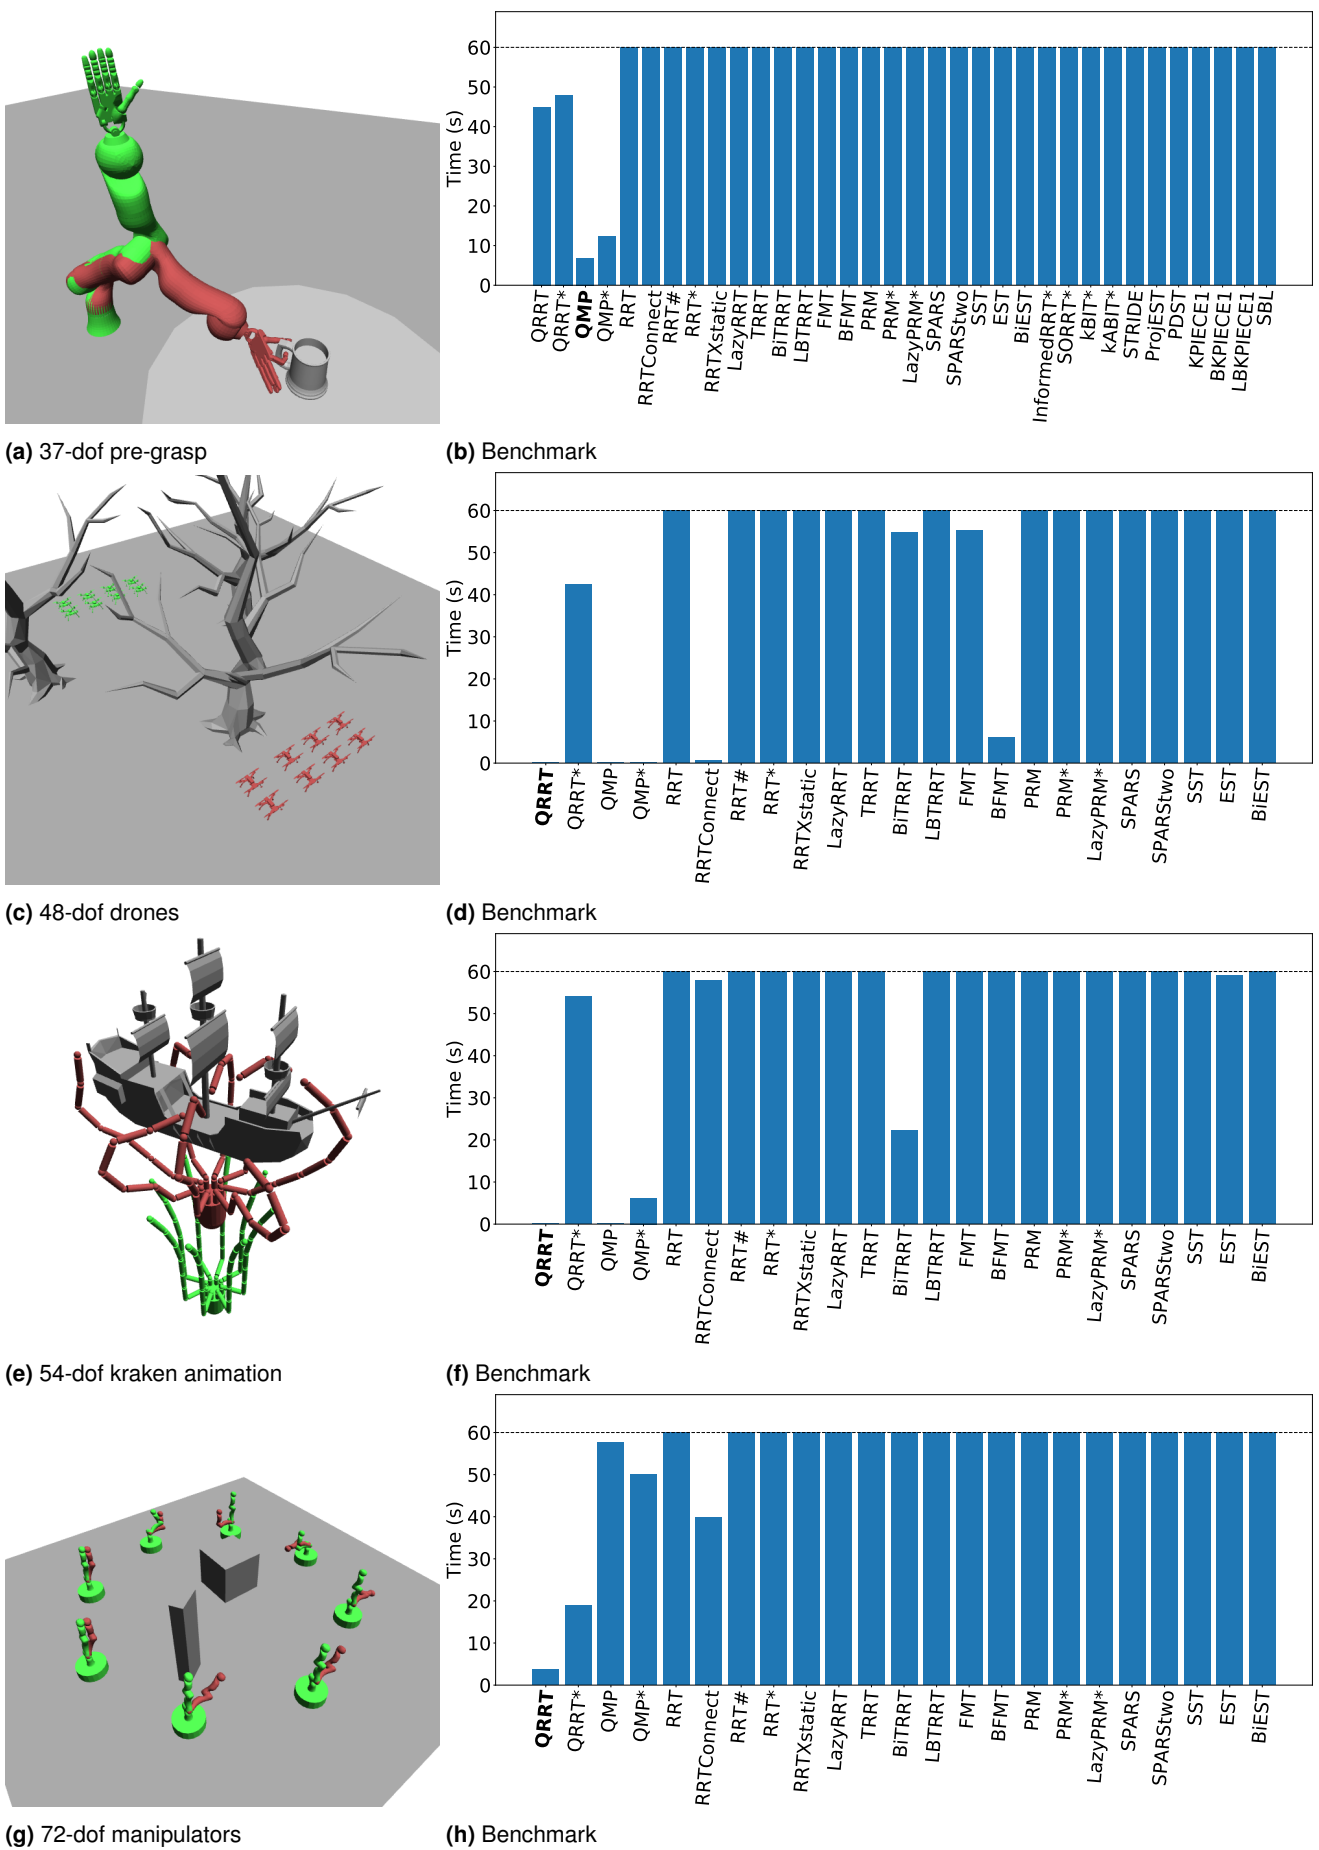 60
50
40
30
20
10
0
Time (s)
QRRT
QRRT*
QMP
QMP*
RRT
RRTConnect
RRT#
RRT*
RRTXstatic
LazyRRT
TRRT
BiTRRT
LBTRRT
FMT
BFMT
PRM
PRM*
LazyPRM*
SPARS
SPARStwo
SST
EST
BiEST
InformedRRT*
SORRT*
kBIT*
kABIT*
STRIDE
ProjEST
PDST
KPIECE1
BKPIECE1
LBKPIECE1
SBL
(a) 37-dof pre-grasp
(b) Benchmark
60
50
40
30
20
10
0
Time (s)
QRRT
QRRT*
QMP
QMP*
RRT
RRTConnect
RRT#
RRT*
RRTXstatic
LazyRRT
TRRT
BiTRRT
LBTRRT
FMT
BFMT
PRM
PRM*
LazyPRM*
SPARS
SPARStwo
SST
EST
BiEST
(c) 48-dof drones
(d) Benchmark
60
50
40
30
20
10
0
Time (s)
QRRT
QRRT*
QMP
QMP*
RRT
RRTConnect
RRT#
RRT*
RRTXstatic
LazyRRT
TRRT
BiTRRT
LBTRRT
FMT
BFMT
PRM
PRM*
LazyPRM*
SPARS
SPARStwo
SST
EST
BiEST
(e) 54-dof kraken animation
(f) Benchmark
60
50
40
30
20
10
0
Time (s)
QRRT
QRRT*
QMP
QMP*
RRT
RRTConnect
RRT#
RRT*
RRTXstatic
LazyRRT
TRRT
BiTRRT
LBTRRT
FMT
BFMT
PRM
PRM*
LazyPRM*
SPARS
SPARStwo
SST
EST
BiEST
(g) 72-dof manipulators
(h) Benchmark